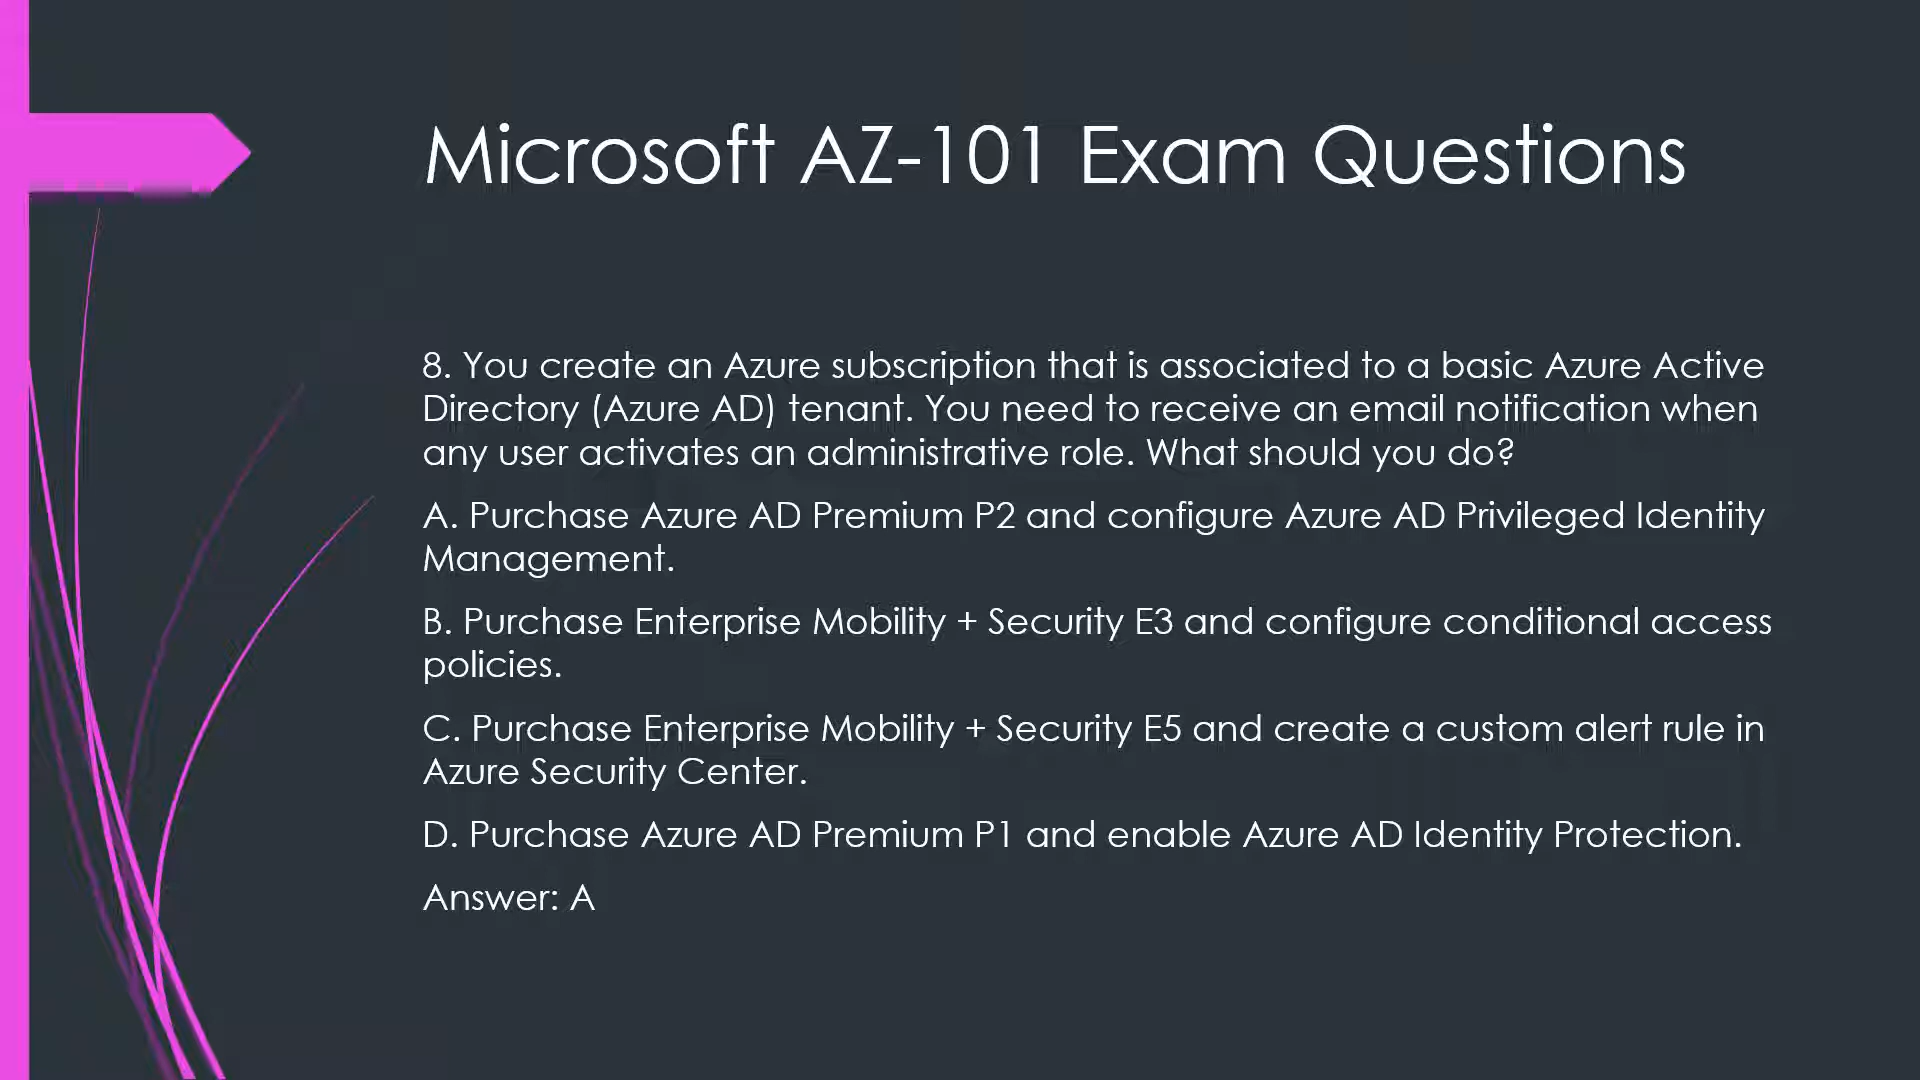 Microsoft AZ-101 Exam Questions
8. You create an Azure subscription that is associated to a basic Azure Active
Directory (Azure AD) tenant. You need to receive an email notification when
any user activates an administrative role. What should you do?
A. Purchase Azure AD Premium P2 and configure Azure AD Privileged Identity
Management.
B. Purchase Enterprise Mobility + Security E3 and configure conditional access
policies.
C. Purchase Enterprise Mobility + Security E5 and create a custom alert rule in
Azure Security Center.
D. Purchase Azure AD Premium P1 and enable Azure AD Identity Protection.
Answer: A